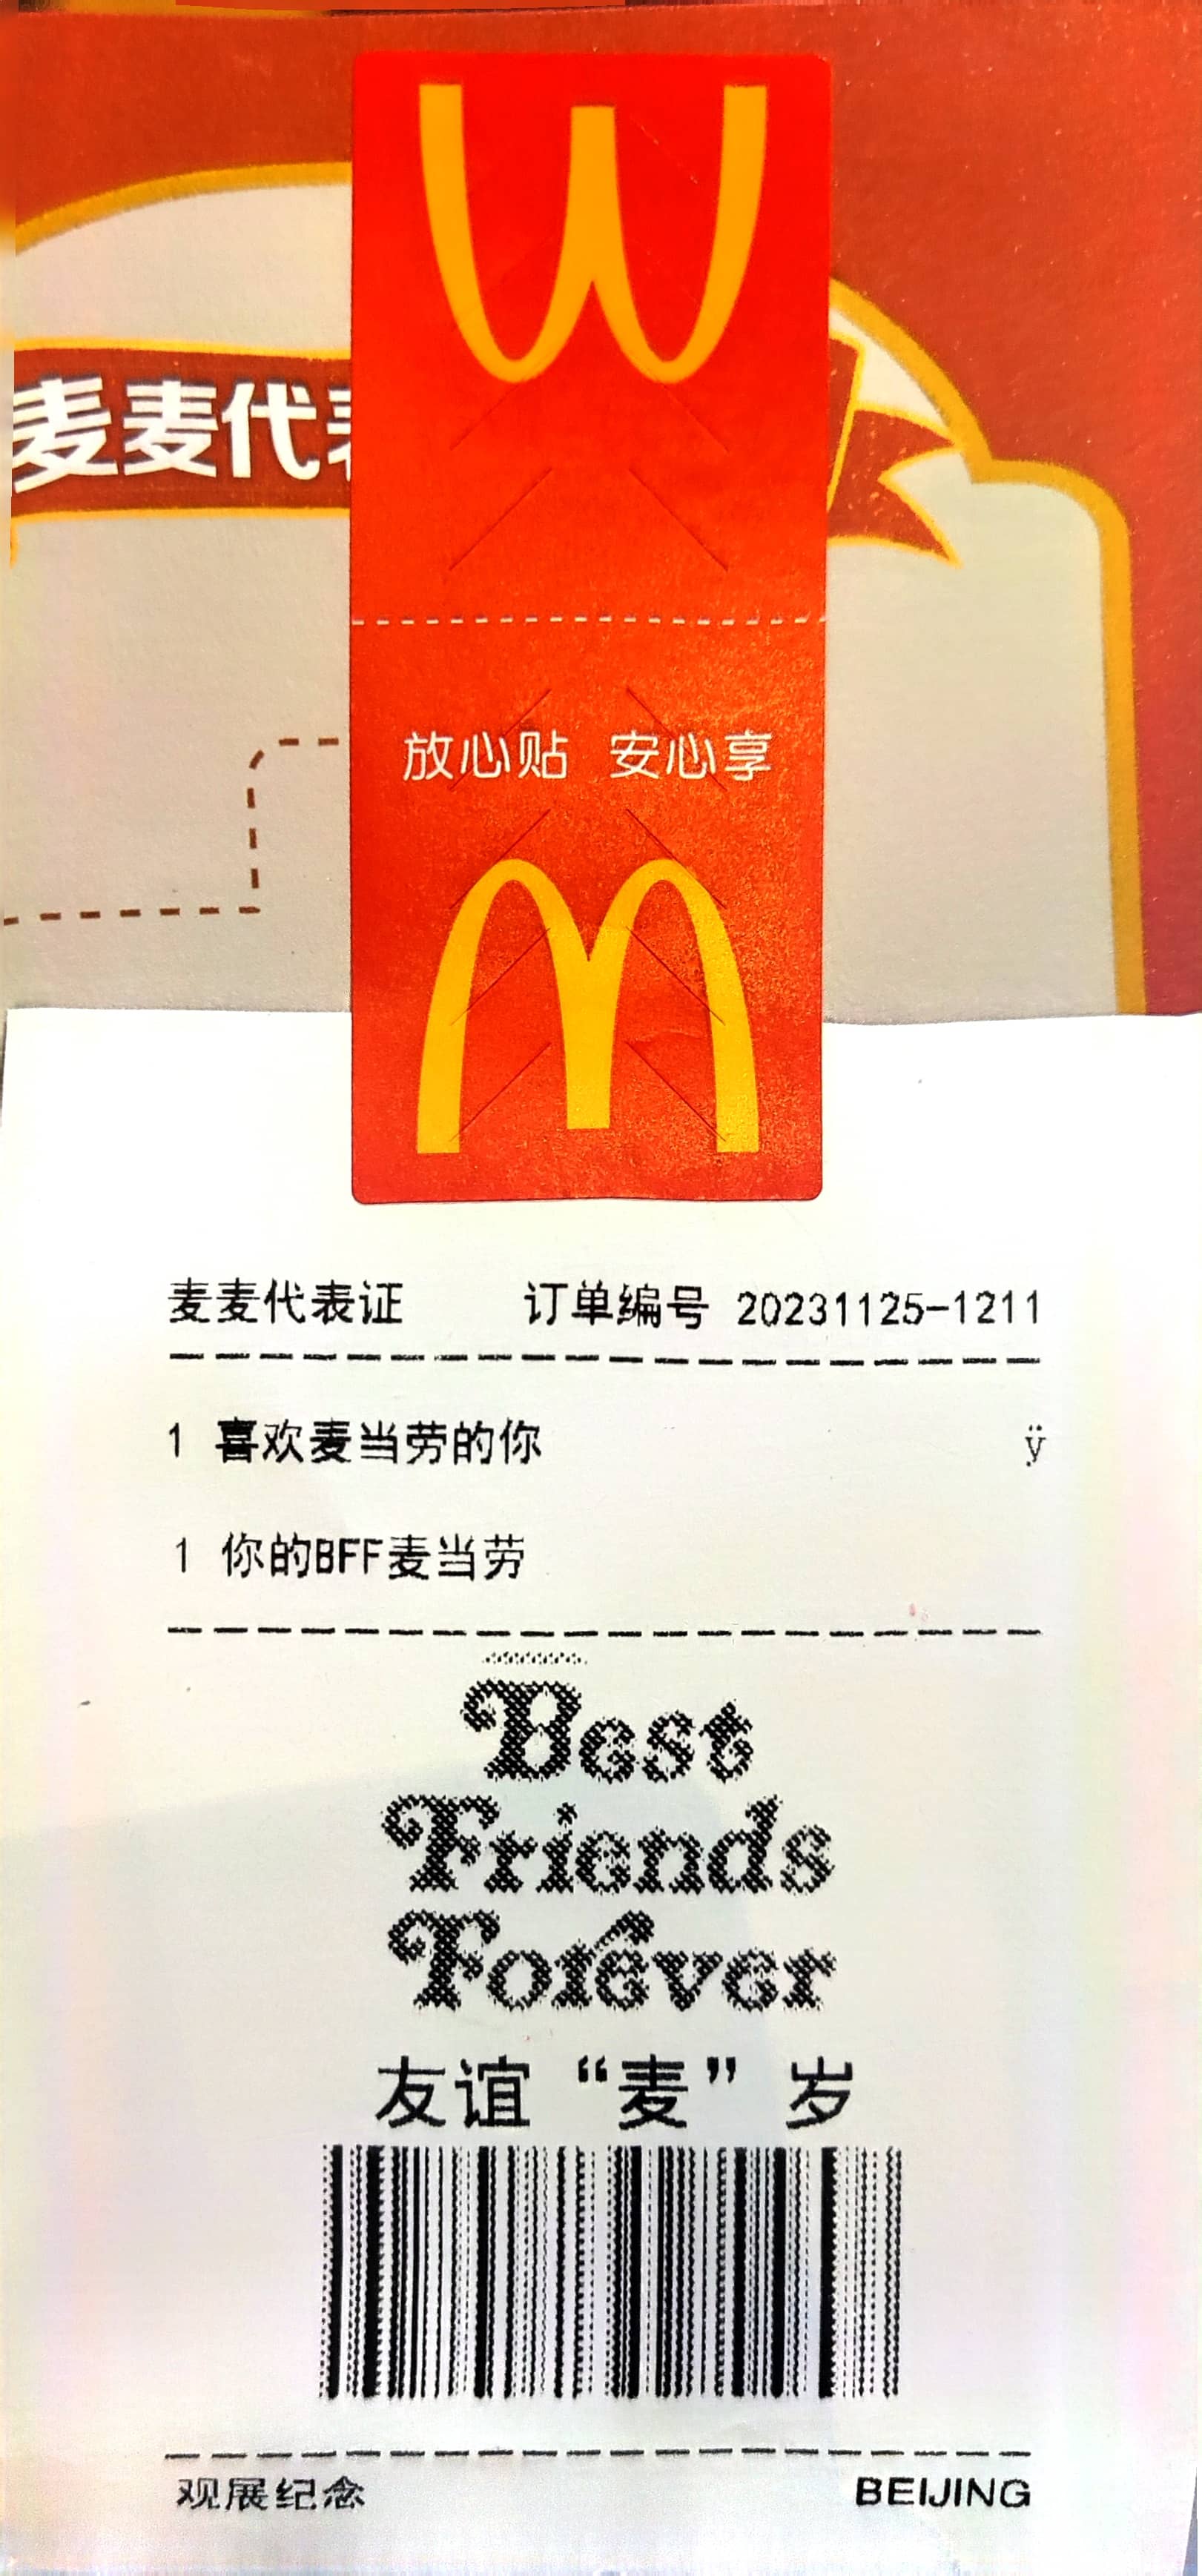 麦麦代
放心贴 安心享
麦麦代表证 订单编号 20231125-1211
1 喜欢麦当劳的你 ÿ
1 你的BFF麦当劳
Best
Friends
Forever
友谊“麦”岁
观展纪念 BEIJING